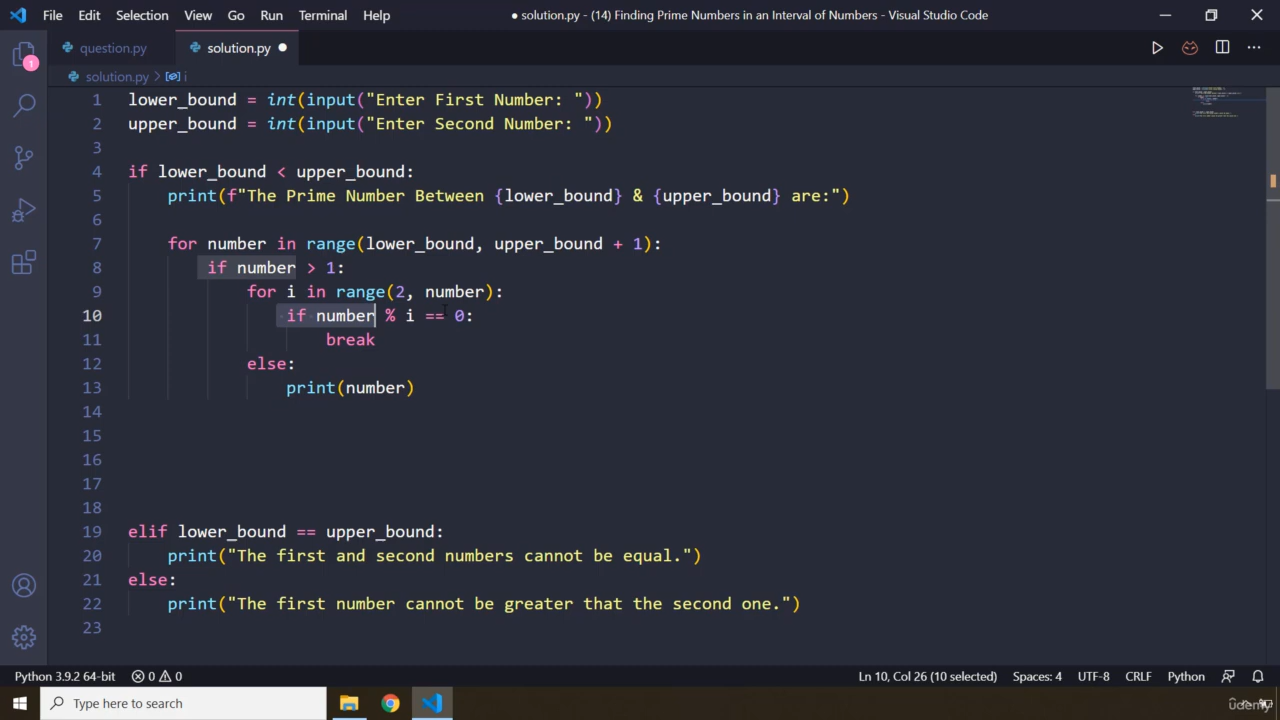 File Edit Selection View Go Run Terminal Help
● solution.py - (14) Finding Prime Numbers in an Interval of Numbers - Visual Studio Code
question.py solution.py
solution.py > i
1 lower_bound = int(input("Enter First Number: "))
2 upper_bound = int(input("Enter Second Number: "))
3
4 if lower_bound < upper_bound:
5 print(f"The Prime Number Between {lower_bound} & {upper_bound} are:")
6
7 for number in range(lower_bound, upper_bound + 1):
8 if number > 1:
9 for i in range(2, number):
10 if number % i == 0:
11 break
12 else:
13 print(number)
14
15
16
17
18
19 elif lower_bound == upper_bound:
20 print("The first and second numbers cannot be equal.")
21 else:
22 print("The first number cannot be greater that the second one.")
23
1
Python 3.9.2 64-bit 0 0 Ln 10, Col 26 (10 selected) Spaces: 4 UTF-8 CRLF Python
Type here to search
udemy